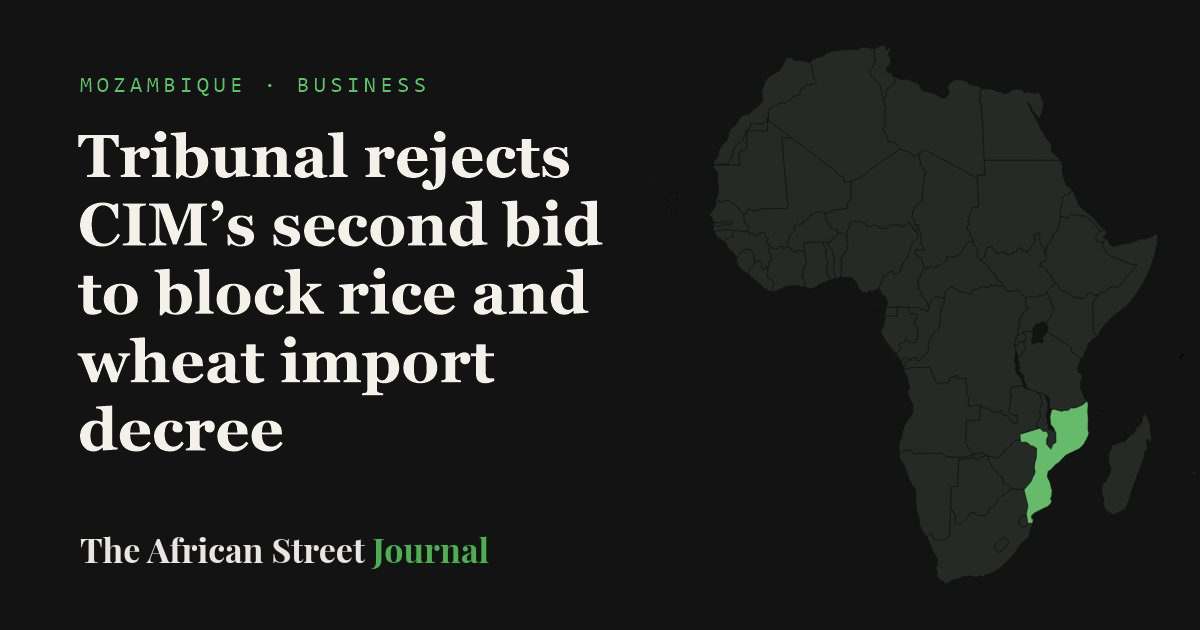 MOZAMBIQUE · BUSINESS
Tribunal rejects
CIM’s second bid
to block rice and
wheat import
decree
The African Street Journal